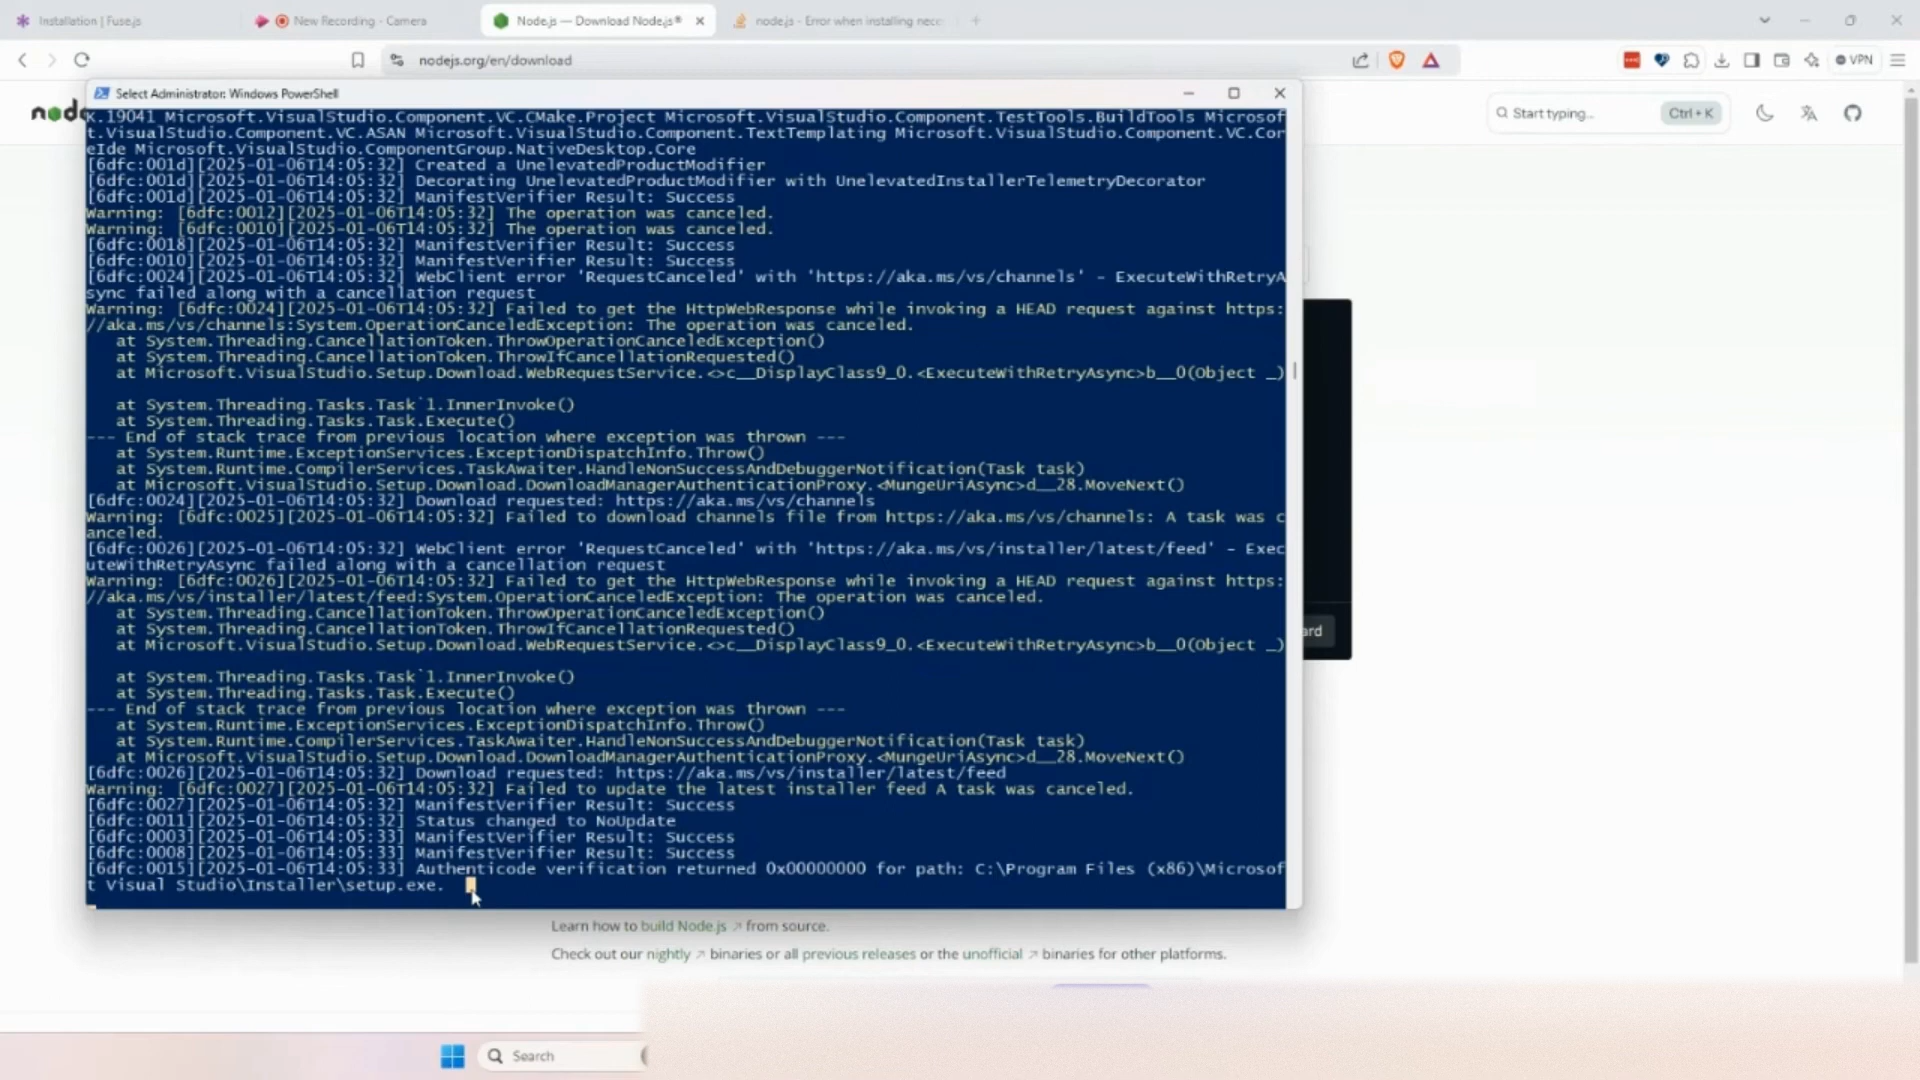 Installation | Fuse.js
New Recording - Camera
Node.js — Download Node.js®
node.js - Error when installing nece
nodejs.org/en/download
VPN
Select Administrator: Windows PowerShell
Start typing...
Ctrl + K
K.19041 Microsoft.VisualStudio.Component.VC.CMake.Project Microsoft.VisualStudio.Component.TestTools.BuildTools Microsof
t.VisualStudio.Component.VC.ASAN Microsoft.VisualStudio.Component.TextTemplating Microsoft.VisualStudio.Component.VC.Cor
eIde Microsoft.VisualStudio.ComponentGroup.NativeDesktop.Core
[6dfc:001d][2025-01-06T14:05:32] Created a UnelevatedProductModifier
[6dfc:001d][2025-01-06T14:05:32] Decorating UnelevatedProductModifier with UnelevatedInstallerTelemetryDecorator
[6dfc:001d][2025-01-06T14:05:32] ManifestVerifier Result: Success
Warning: [6dfc:0012][2025-01-06T14:05:32] The operation was canceled.
Warning: [6dfc:0010][2025-01-06T14:05:32] The operation was canceled.
[6dfc:0018][2025-01-06T14:05:32] ManifestVerifier Result: Success
[6dfc:0010][2025-01-06T14:05:32] ManifestVerifier Result: Success
[6dfc:0024][2025-01-06T14:05:32] WebClient error 'RequestCanceled' with 'https://aka.ms/vs/channels' - ExecuteWithRetryA
sync failed along with a cancellation request
Warning: [6dfc:0024][2025-01-06T14:05:32] Failed to get the HttpWebResponse while invoking a HEAD request against https:
//aka.ms/vs/channels:System.OperationCanceledException: The operation was canceled.
at System.Threading.CancellationToken.ThrowOperationCanceledException()
at System.Threading.CancellationToken.ThrowIfCancellationRequested()
at Microsoft.VisualStudio.Setup.Download.WebRequestService.<>c__DisplayClass9_0.<ExecuteWithRetryAsync>b__0(Object _)
at System.Threading.Tasks.Task`1.InnerInvoke()
at System.Threading.Tasks.Task.Execute()
--- End of stack trace from previous location where exception was thrown ---
at System.Runtime.ExceptionServices.ExceptionDispatchInfo.Throw()
at System.Runtime.CompilerServices.TaskAwaiter.HandleNonSuccessAndDebuggerNotification(Task task)
at Microsoft.VisualStudio.Setup.Download.DownloadManagerAuthenticationProxy.<MungeUriAsync>d__28.MoveNext()
[6dfc:0024][2025-01-06T14:05:32] Download requested: https://aka.ms/vs/channels
Warning: [6dfc:0025][2025-01-06T14:05:32] Failed to download channels file from https://aka.ms/vs/channels: A task was c
anceled.
[6dfc:0026][2025-01-06T14:05:32] WebClient error 'RequestCanceled' with 'https://aka.ms/vs/installer/latest/feed' - Exec
uteWithRetryAsync failed along with a cancellation request
Warning: [6dfc:0026][2025-01-06T14:05:32] Failed to get the HttpWebResponse while invoking a HEAD request against https:
//aka.ms/vs/installer/latest/feed:System.OperationCanceledException: The operation was canceled.
at System.Threading.CancellationToken.ThrowOperationCanceledException()
at System.Threading.CancellationToken.ThrowIfCancellationRequested()
at Microsoft.VisualStudio.Setup.Download.WebRequestService.<>c__DisplayClass9_0.<ExecuteWithRetryAsync>b__0(Object _)
at System.Threading.Tasks.Task`1.InnerInvoke()
at System.Threading.Tasks.Task.Execute()
--- End of stack trace from previous location where exception was thrown ---
at System.Runtime.ExceptionServices.ExceptionDispatchInfo.Throw()
at System.Runtime.CompilerServices.TaskAwaiter.HandleNonSuccessAndDebuggerNotification(Task task)
at Microsoft.VisualStudio.Setup.Download.DownloadManagerAuthenticationProxy.<MungeUriAsync>d__28.MoveNext()
[6dfc:0026][2025-01-06T14:05:32] Download requested: https://aka.ms/vs/installer/latest/feed
Warning: [6dfc:0027][2025-01-06T14:05:32] Failed to update the latest installer feed A task was canceled.
[6dfc:0027][2025-01-06T14:05:32] ManifestVerifier Result: Success
[6dfc:0011][2025-01-06T14:05:32] Status changed to NoUpdate
[6dfc:0003][2025-01-06T14:05:33] ManifestVerifier Result: Success
[6dfc:0008][2025-01-06T14:05:33] ManifestVerifier Result: Success
[6dfc:0015][2025-01-06T14:05:33] Authenticode verification returned 0x00000000 for path: C:\Program Files (x86)\Microsof
t Visual Studio\Installer\setup.exe.
ard
Learn how to build Node.js ↗ from source.
Check out our nightly ↗ binaries or all previous releases or the unofficial ↗ binaries for other platforms.
Search